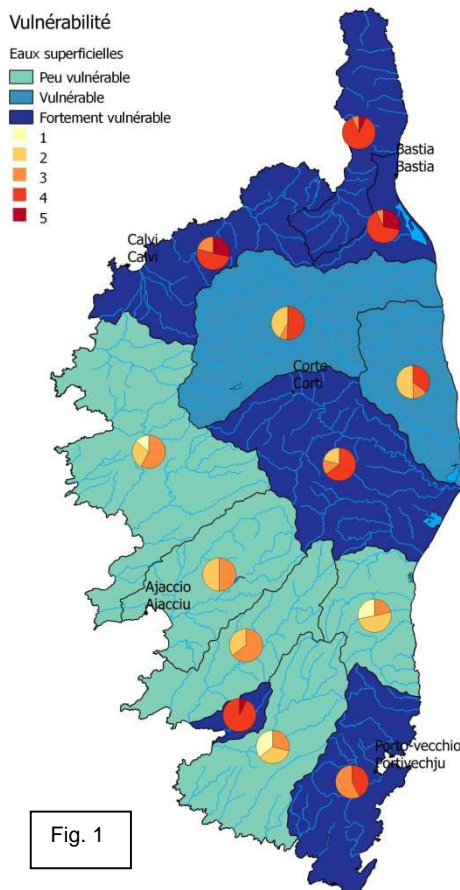 Vulnérabilité
Eaux superficielles
Peu vulnérable
Vulnérable
Fortement vulnérable
1
2
3
4
5
Bastia
Bastia
Calvi
Calvi
Corte
Corti
Ajaccio
Ajacciu
Porto-vecchio
Portivechju
Fig. 1